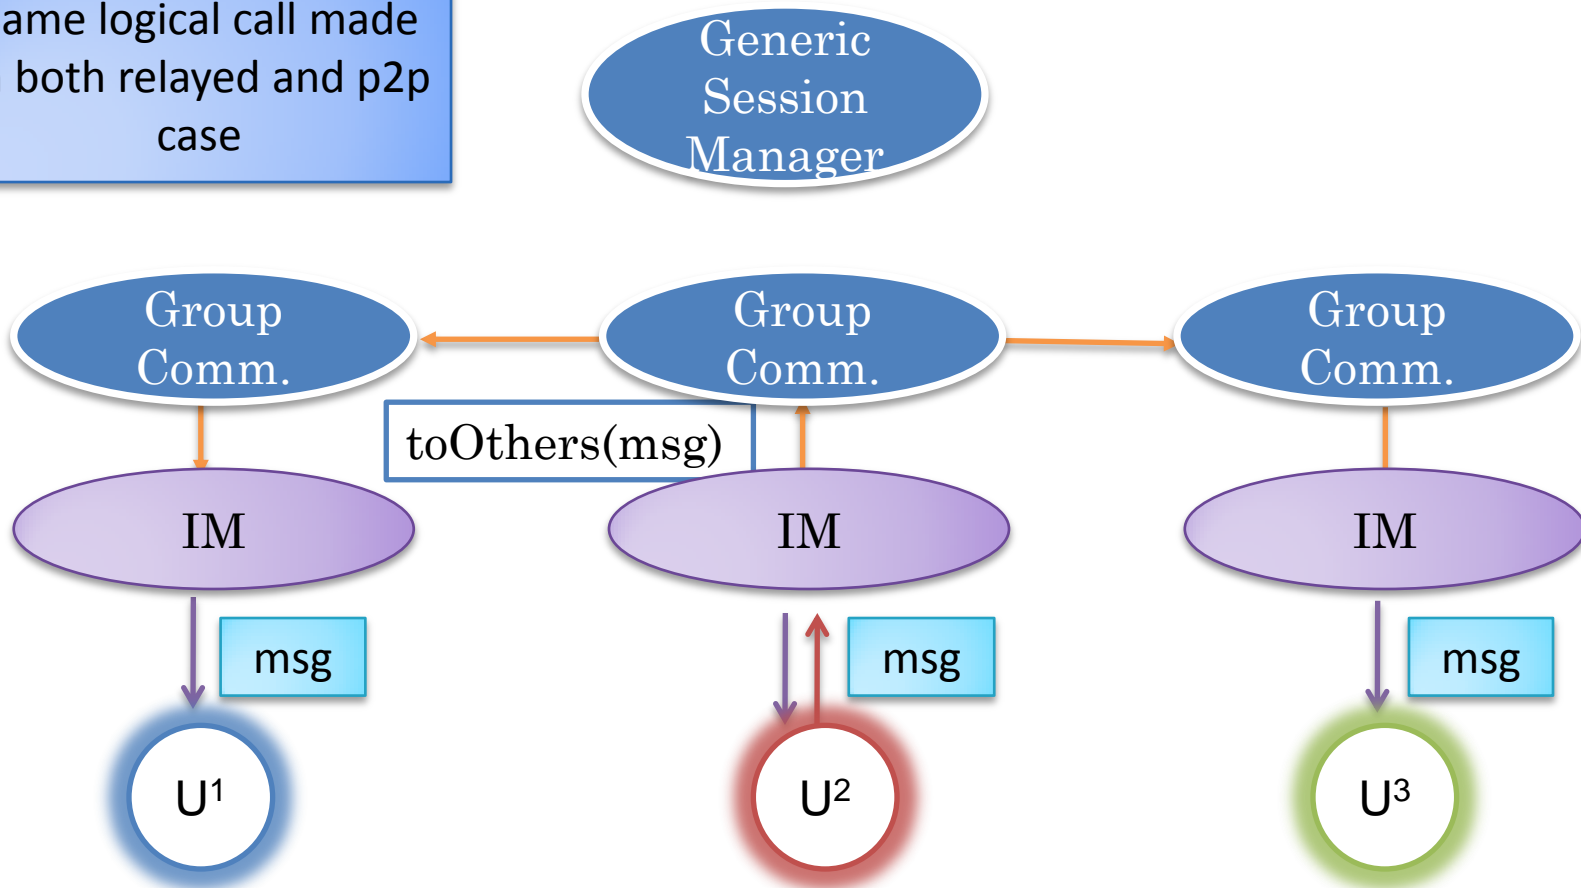 ame logical call made
both relayed and p2p
case
Generic
Session
Manager
Group
Comm.
Group
Comm.
Group
Comm.
toOthers(msg)
IM
IM
IM
msg
msg
msg
U1
U2
U3